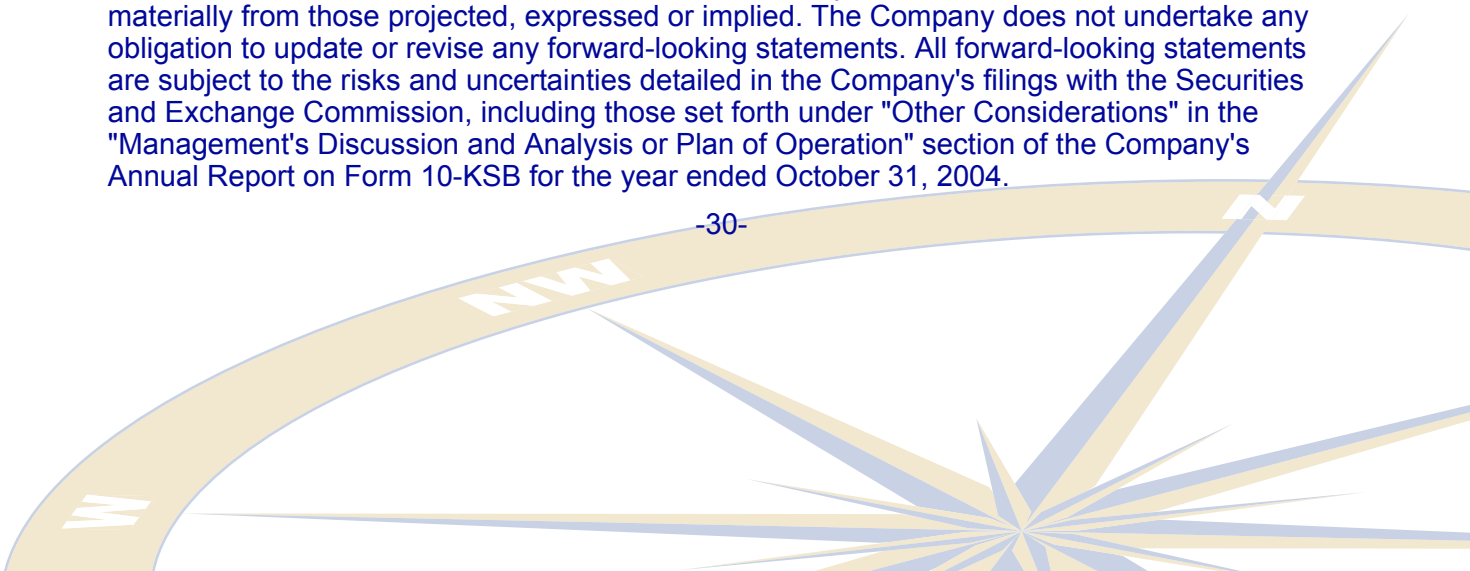 materially from those projected, expressed or implied. The Company does not undertake any
obligation to update or revise any forward-looking statements. All forward-looking statements
are subject to the risks and uncertainties detailed in the Company's filings with the Securities
and Exchange Commission, including those set forth under "Other Considerations" in the
"Management's Discussion and Analysis or Plan of Operation" section of the Company's
Annual Report on Form 10-KSB for the year ended October 31, 2004.
N
-30-
NW
W